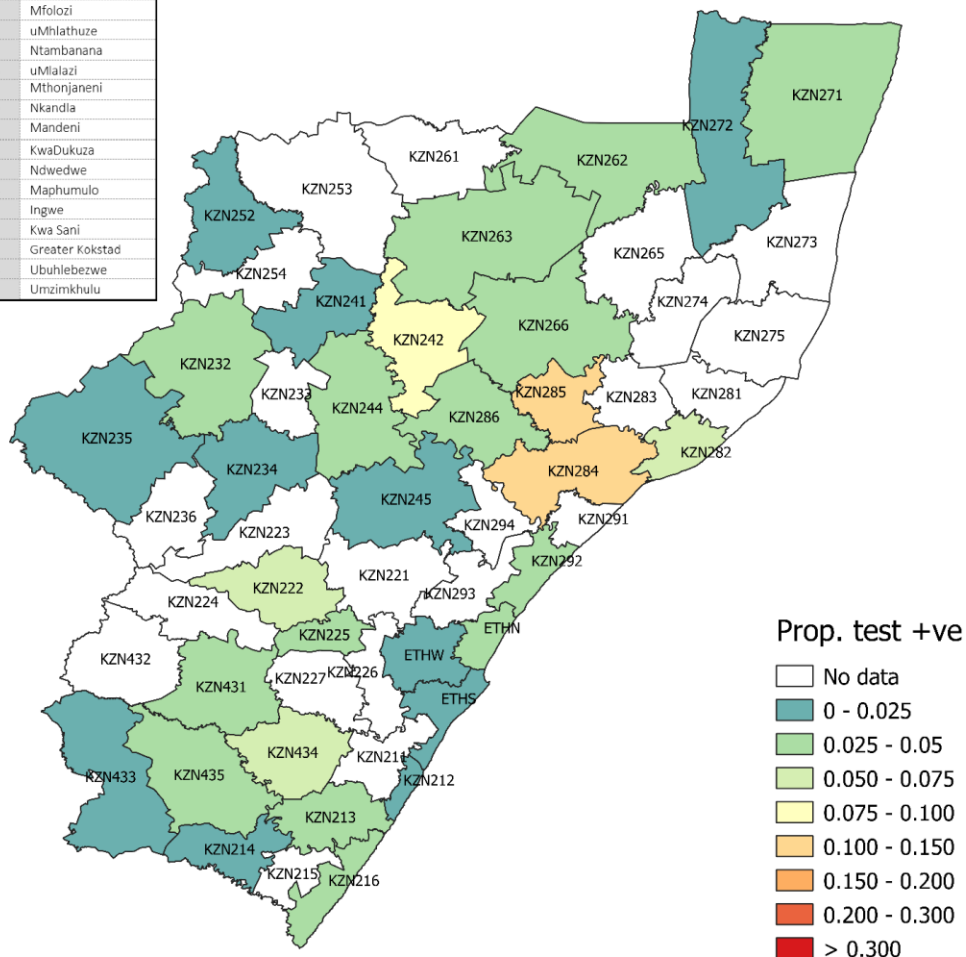 Mfolozi
uMhlathuze
Ntambanana
uMlalazi
Mthonjaneni
Nkandla
Mandeni
KwaDukuza
Ndwedwe
Maphumulo
Ingwe
Kwa Sani
Greater Kokstad
Ubuhlebezwe
Umzimkhulu
KZN271
KZN272
KZN261
KZN262
KZN253
KZN252
KZN263
KZN273
KZN265
KZN254
KZN241
KZN274
KZN266
KZN275
KZN242
KZN232
KZN233
KZN285
KZN283
KZN281
KZN244
KZN286
KZN235
KZN282
KZN234
KZN284
KZN245
KZN236
KZN291
KZN294
KZN223
KZN292
KZN221
KZN222
KZN293
KZN224
ETHN
KZN225
ETHW
KZN432
KZN227
KZN226
KZN431
ETHS
KZN434
KZN211
KZN435
KZN433
KZN212
KZN213
KZN214
KZN215
KZN216
Prop. test +ve
No data
0 - 0.025
0.025 - 0.05
0.050 - 0.075
0.075 - 0.100
0.100 - 0.150
0.150 - 0.200
0.200 - 0.300
> 0.300